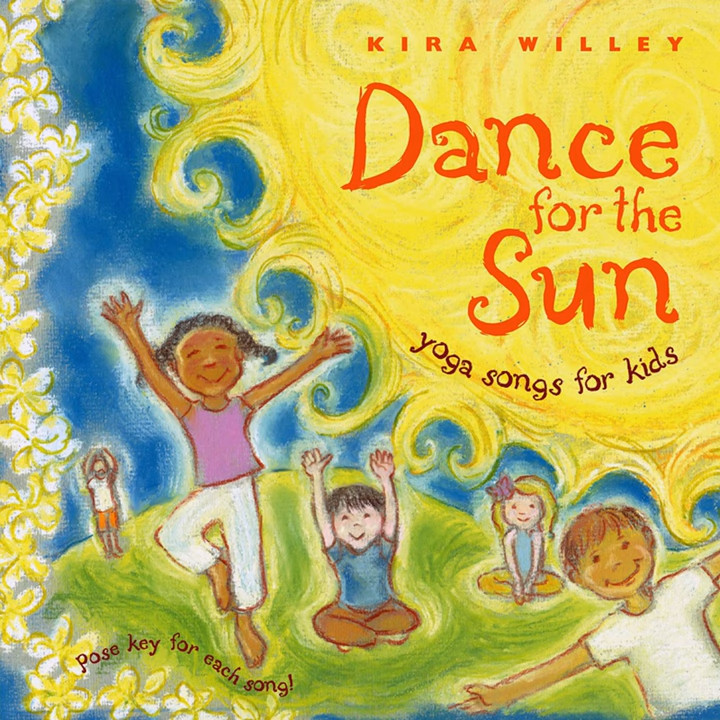 KIRA WILLEY
Dance
for the
Sun
yoga songs for kids
pose key for each song!